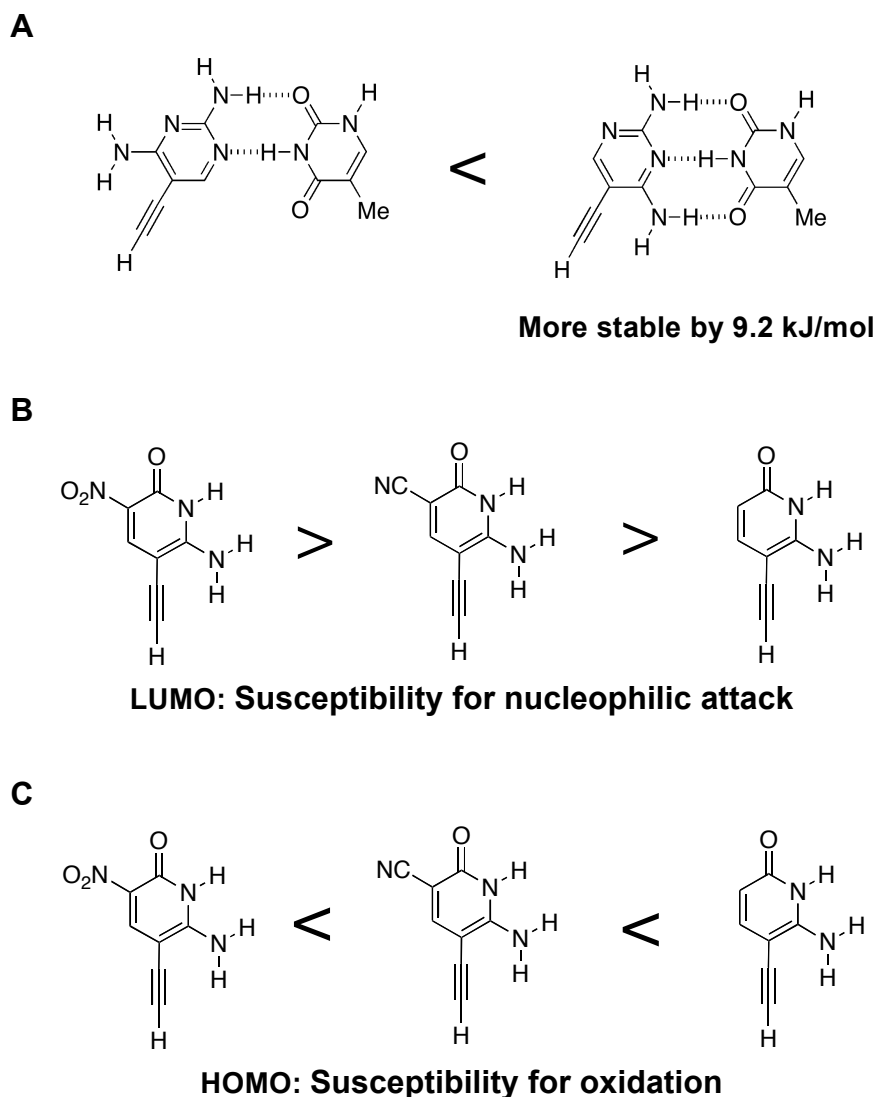 A
H
N H O H
N N
H N N H N
H O Me
H
<
H
N H O H
N N
N H N
N H O Me
H H
More stable by 9.2 kJ/mol
B
O
O₂N N H
N H
H
H
>
O
NC N H
N H
H
H
>
O
N H
N H
H
H
LUMO: Susceptibility for nucleophilic attack
C
O
O₂N N H
N H
H
H
<
O
NC N H
N H
H
H
<
O
N H
N H
H
H
HOMO: Susceptibility for oxidation